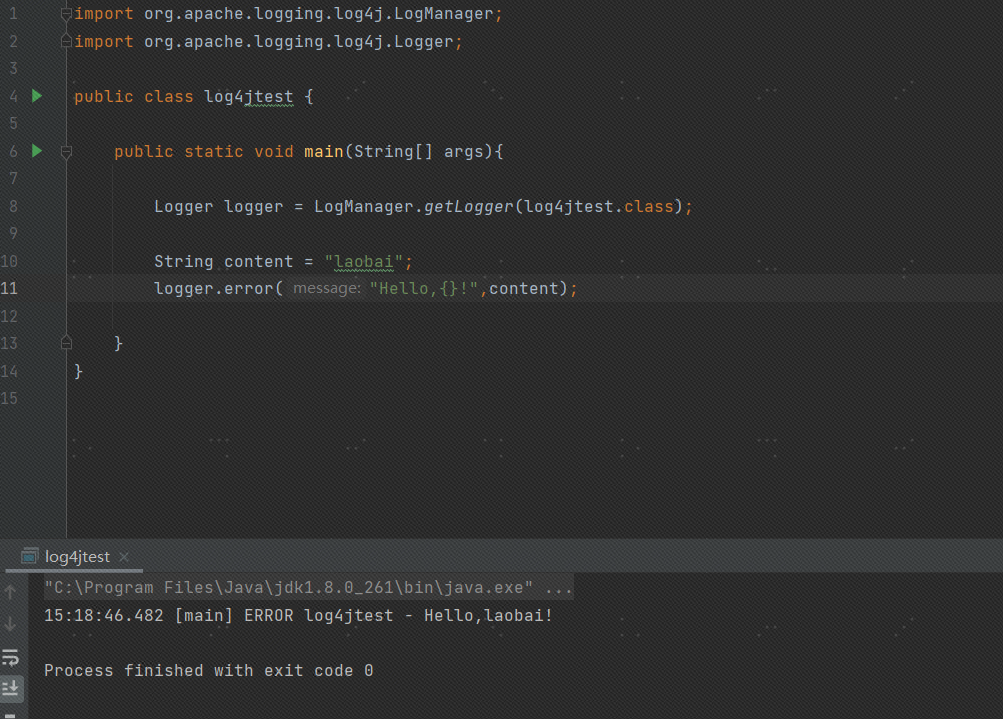 1 import org.apache.logging.log4j.LogManager;
2 import org.apache.logging.log4j.Logger;
3
4 public class log4jtest {
5
6 public static void main(String[] args){
7
8 Logger logger = LogManager.getLogger(log4jtest.class);
9
10 String content = "laobai";
11 logger.error( message: "Hello,{}!",content);
12
13 }
14 }
15
log4jtest ×
"C:\Program Files\Java\jdk1.8.0_261\bin\java.exe" ...
15:18:46.482 [main] ERROR log4jtest - Hello,laobai!
Process finished with exit code 0